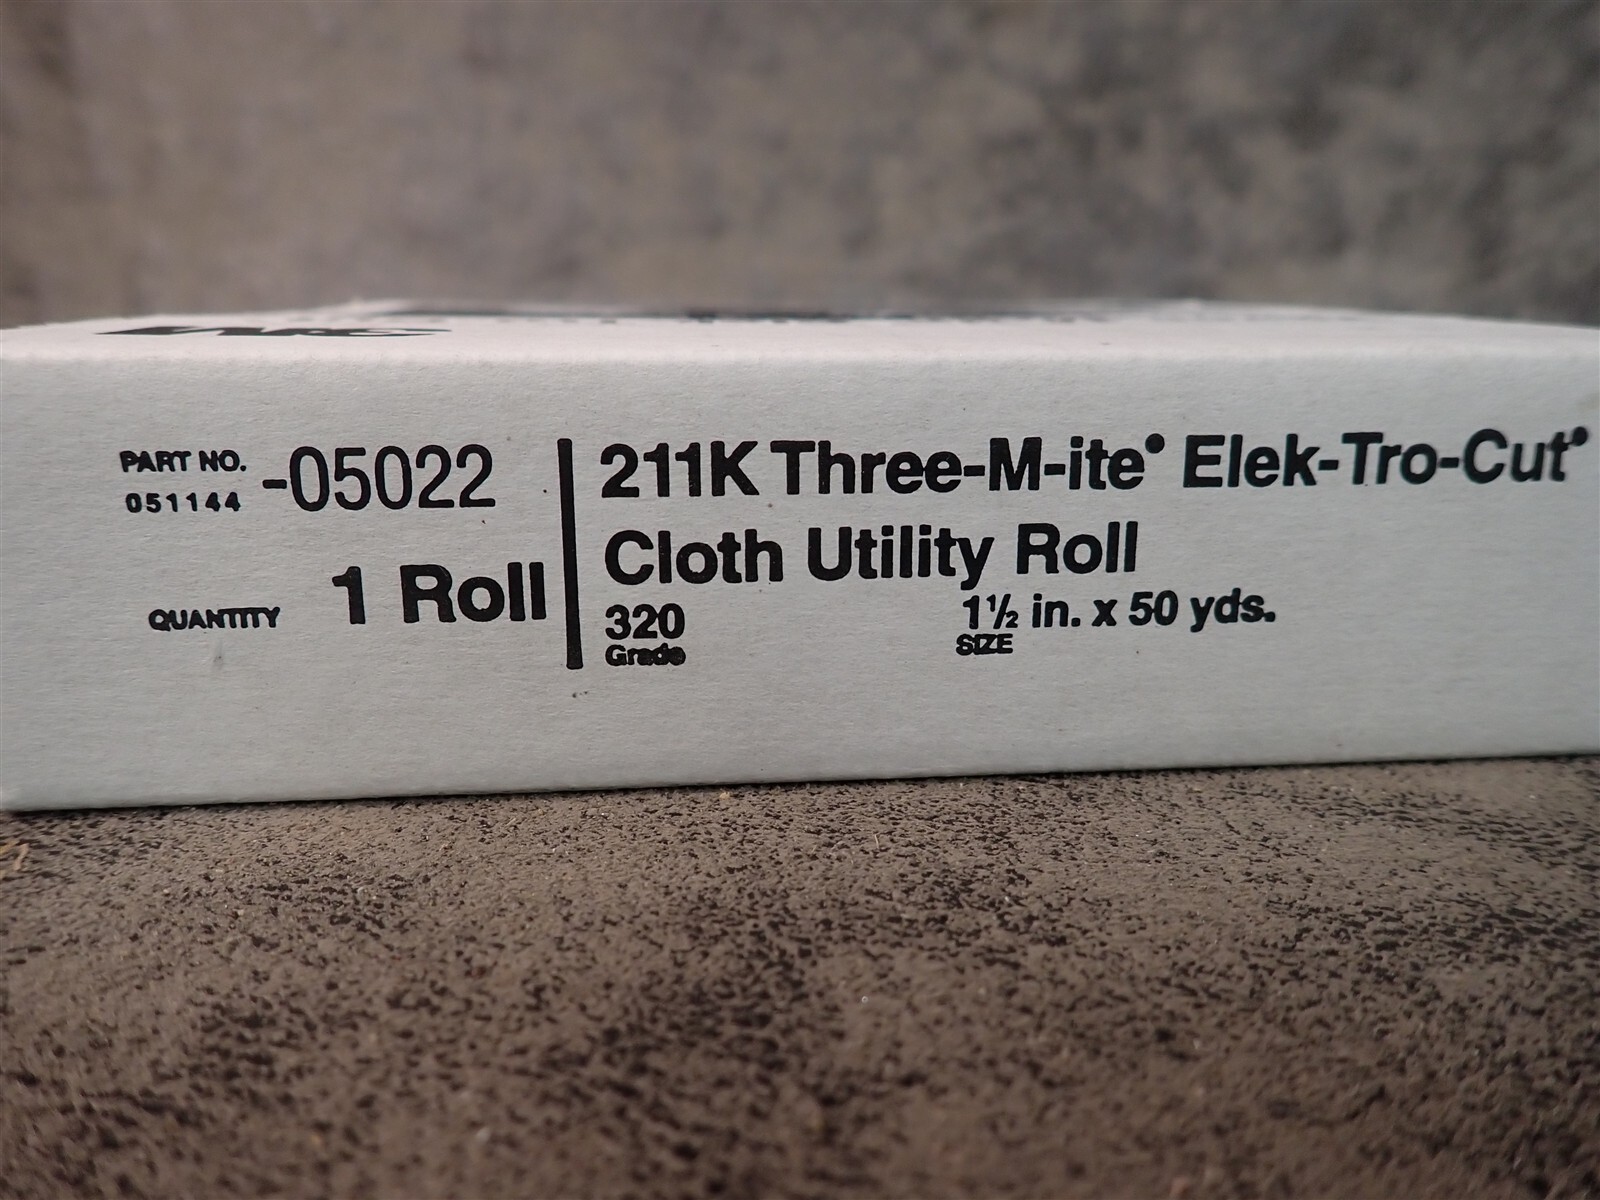 PART NO.
051144 -05022
QUANTITY 1 Roll
211K Three-M-ite® Elek-Tro-Cut®
Cloth Utility Roll
320 1½ in. x 50 yds.
Grade SIZE